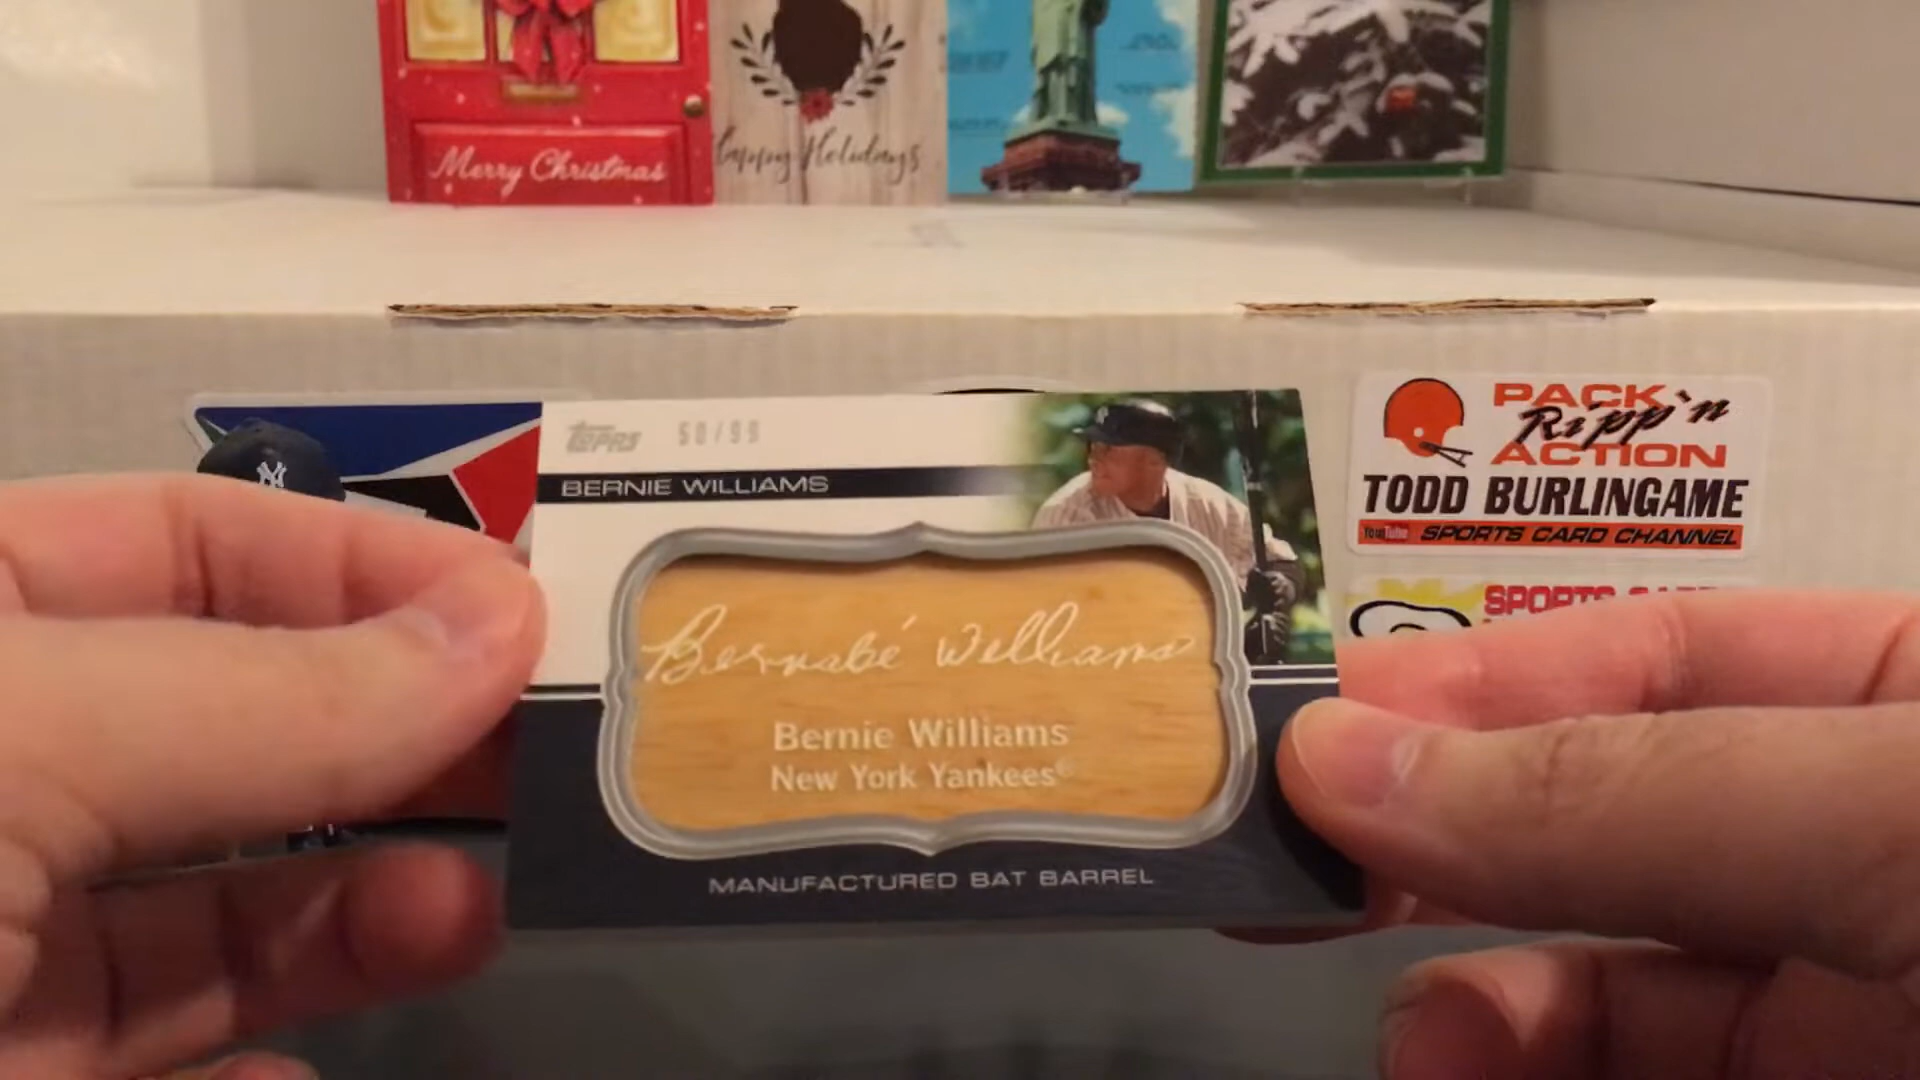 Merry Christmas
Happy Holidays
TOPPS 50/99
BERNIE WILLIAMS
Bernabé Williams
Bernie Williams
New York Yankees®
MANUFACTURED BAT BARREL
NY
PACK
Ripp'n
ACTION
TODD BURLINGAME
YouTube SPORTS CARD CHANNEL
SPORTS